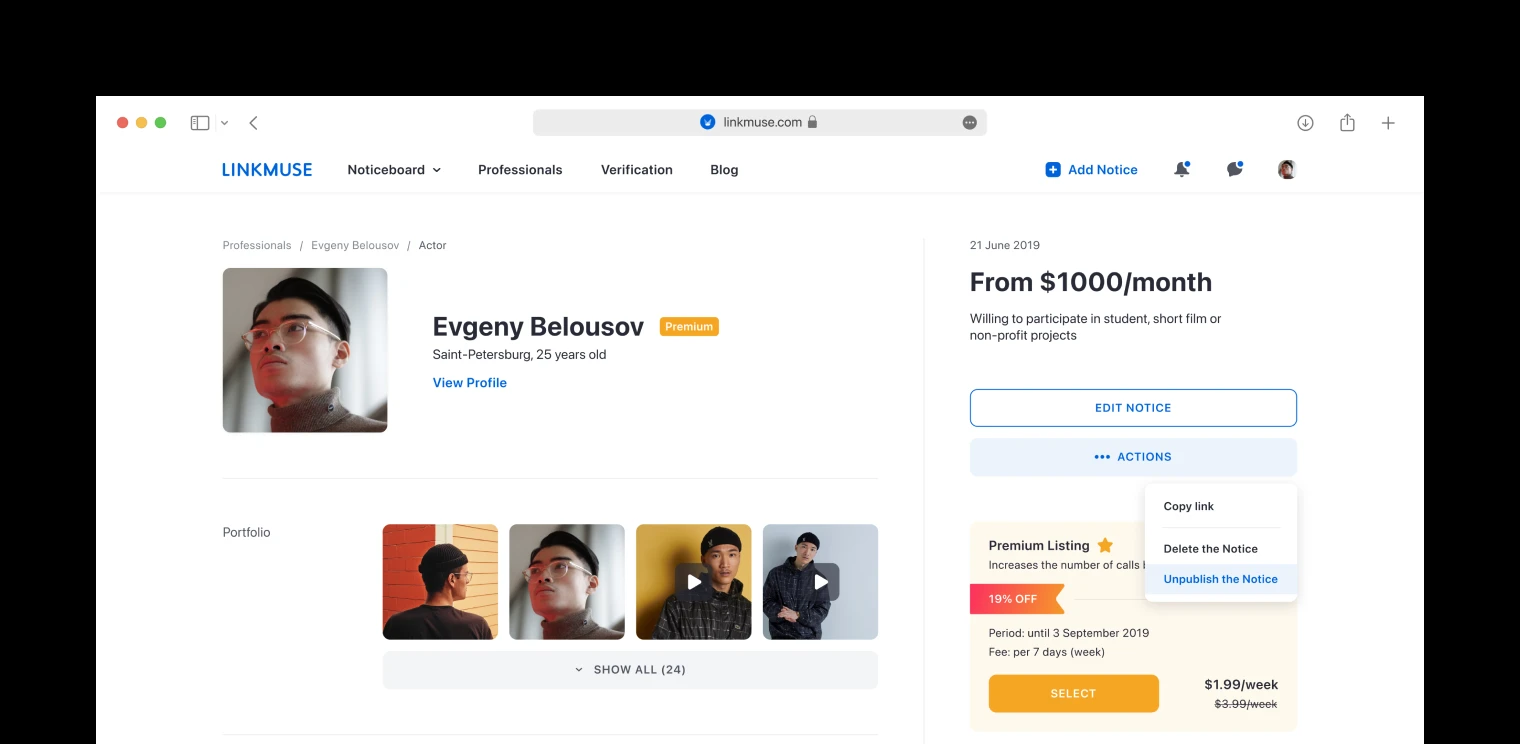 linkmuse.com
LINKMUSE
Noticeboard
Professionals
Verification
Blog
Add Notice
Professionals / Evgeny Belousov / Actor
Evgeny Belousov
Premium
Saint-Petersburg, 25 years old
View Profile
Portfolio
SHOW ALL (24)
21 June 2019
From $1000/month
Willing to participate in student, short film or
non-profit projects
EDIT NOTICE
ACTIONS
Copy link
Delete the Notice
Unpublish the Notice
Premium Listing
Increases the number of calls
19% OFF
Period: until 3 September 2019
Fee: per 7 days (week)
SELECT
$1.99/week
$3.99/week